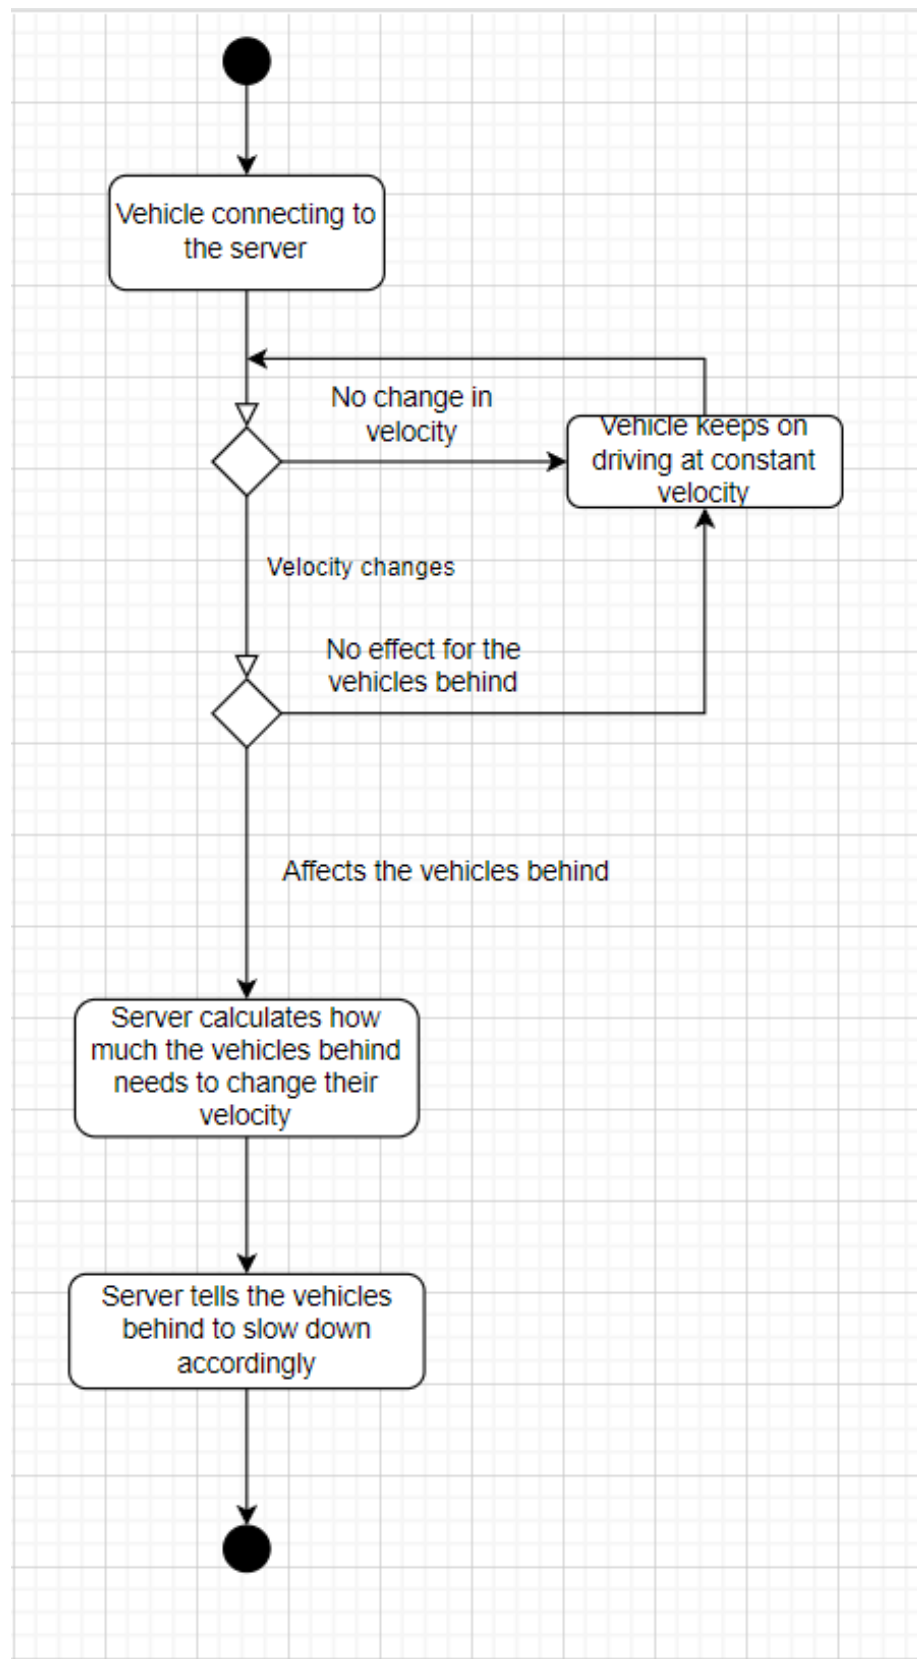 Vehicle connecting to
the server
No change in
velocity
Vehicle keeps on
driving at constant
velocity
Velocity changes
No effect for the
vehicles behind
Affects the vehicles behind
Server calculates how
much the vehicles behind
needs to change their
velocity
Server tells the vehicles
behind to slow down
accordingly